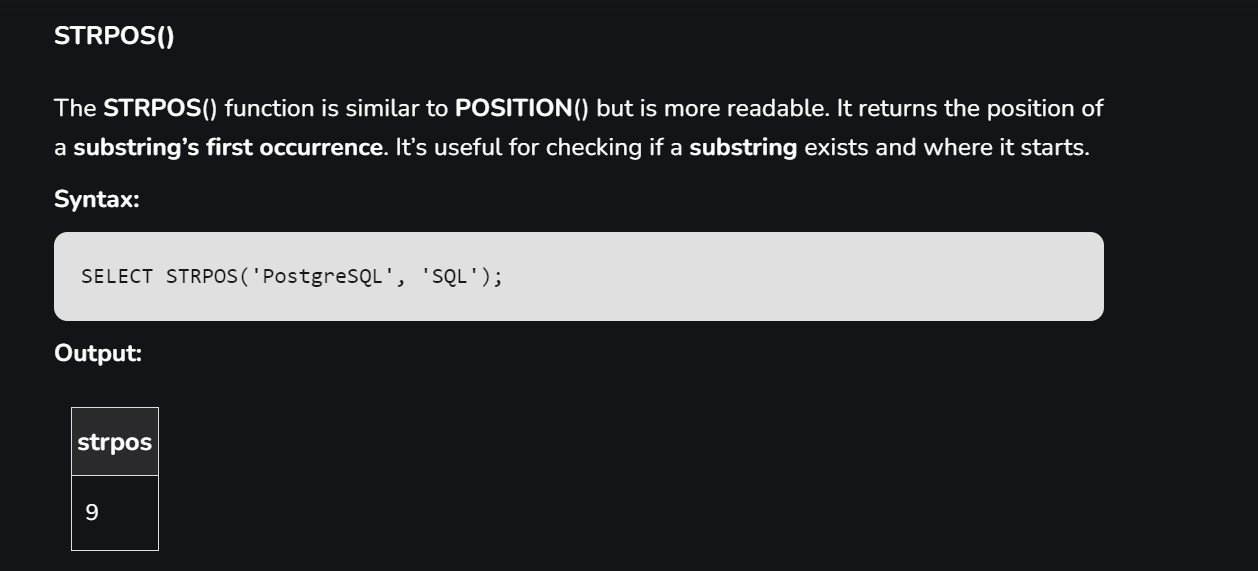 STRPOS()
The STRPOS() function is similar to POSITION() but is more readable. It returns the position of
a substring’s first occurrence. It’s useful for checking if a substring exists and where it starts.
Syntax:
SELECT STRPOS('PostgreSQL', 'SQL');
Output:
strpos
9